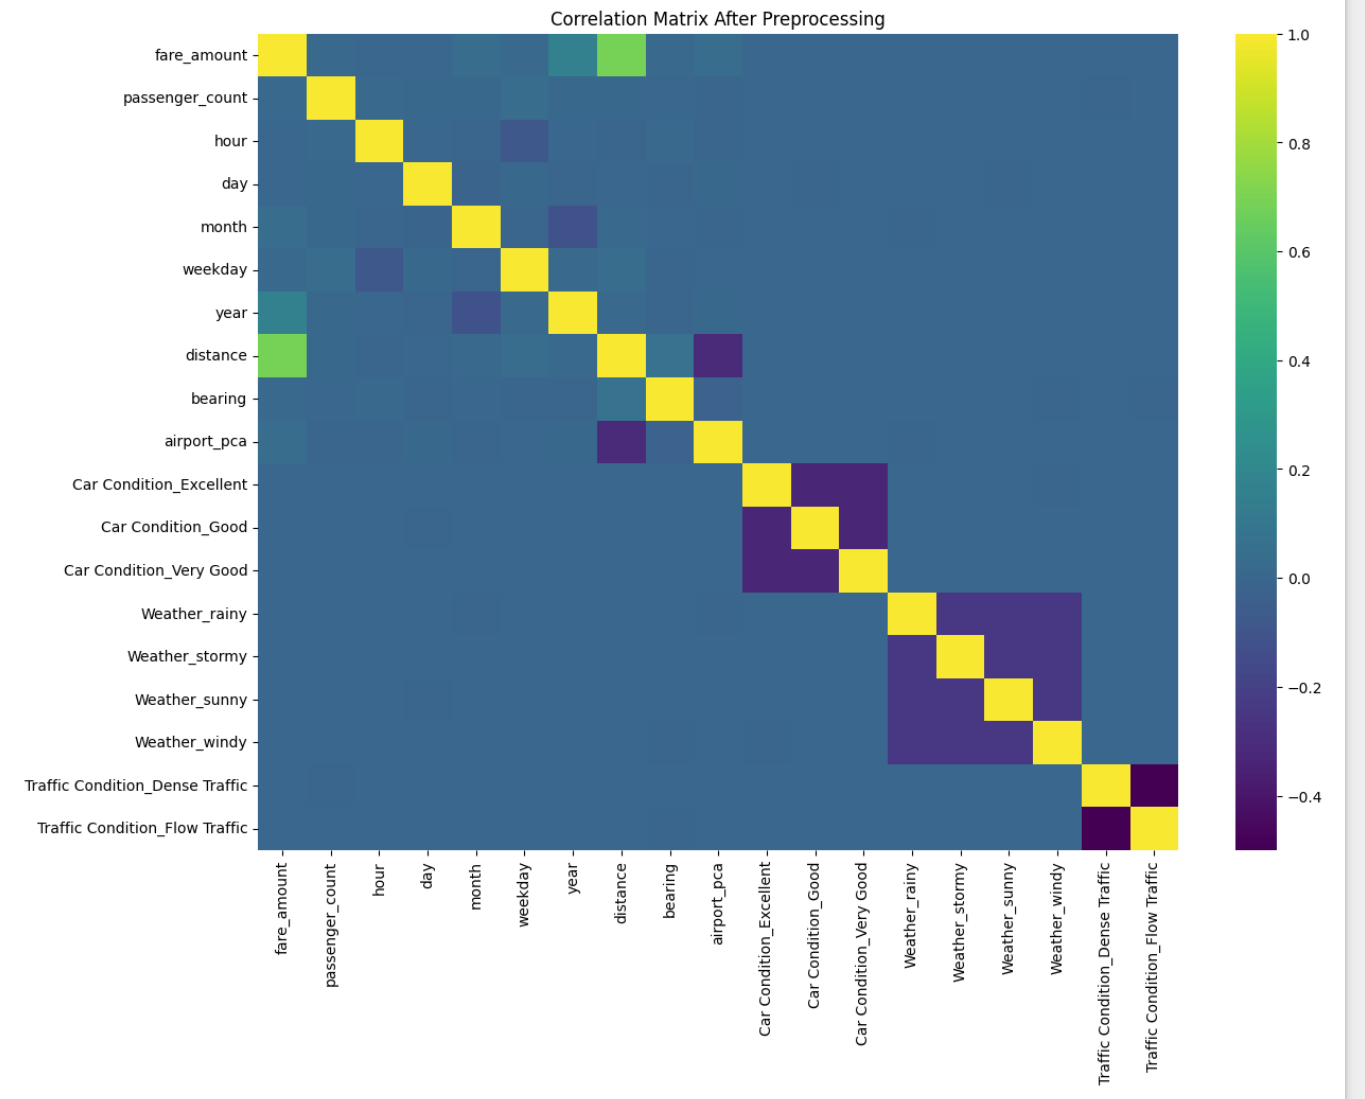 Correlation Matrix After Preprocessing
fare_amount
passenger_count
hour
day
month
weekday
year
distance
bearing
airport_pca
Car Condition_Excellent
Car Condition_Good
Car Condition_Very Good
Weather_rainy
Weather_stormy
Weather_sunny
Weather_windy
Traffic Condition_Dense Traffic
Traffic Condition_Flow Traffic
fare_amount
passenger_count
hour
day
month
weekday
year
distance
bearing
airport_pca
Car Condition_Excellent
Car Condition_Good
Car Condition_Very Good
Weather_rainy
Weather_stormy
Weather_sunny
Weather_windy
Traffic Condition_Dense Traffic
Traffic Condition_Flow Traffic
1.0
0.8
0.6
0.4
0.2
0.0
−0.2
−0.4